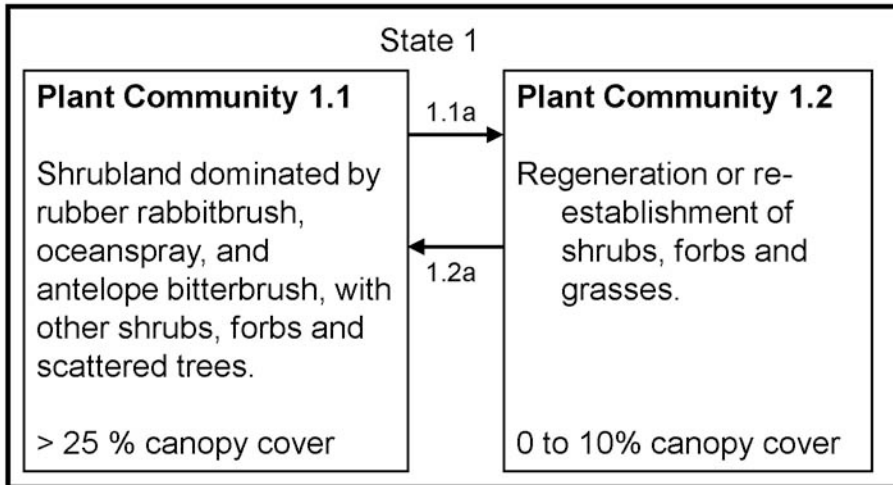 State 1
Plant Community 1.1
Shrubland dominated by
rubber rabbitbrush,
oceanspray, and
antelope bitterbrush, with
other shrubs, forbs and
scattered trees.
> 25 % canopy cover
1.1a
1.2a
Plant Community 1.2
Regeneration or re-
establishment of
shrubs, forbs and
grasses.
0 to 10% canopy cover